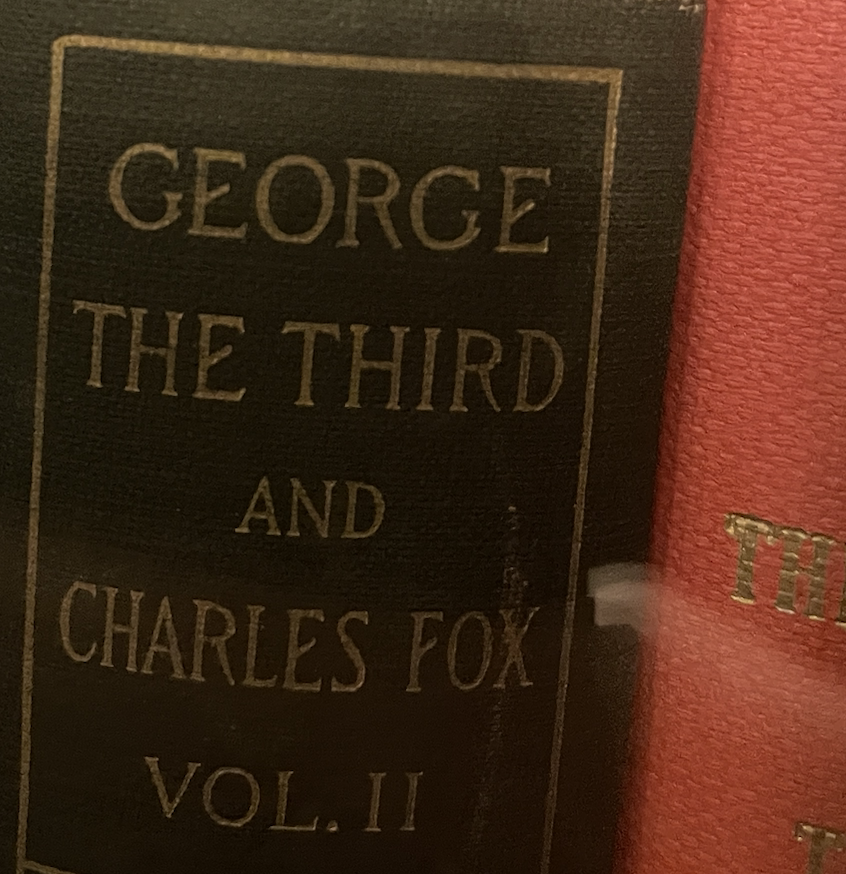 GEORGE
THE THIRD
AND
CHARLES FOX
VOL. II